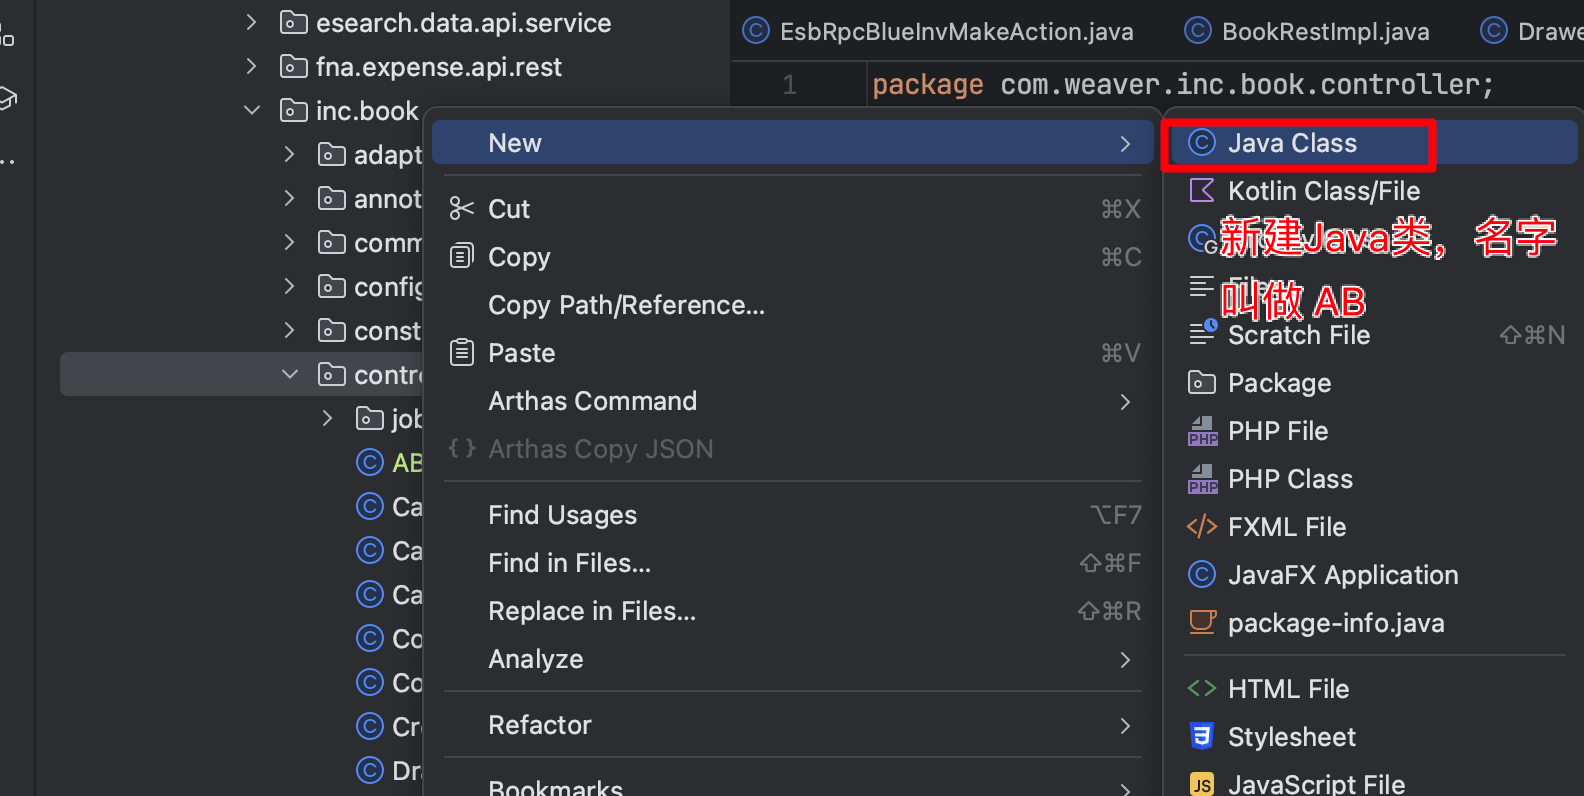 esearch.data.api.service
fna.expense.api.rest
inc.book
adapt
annot
comm
config
const
contro
job
AB
Ca
Ca
Ca
Co
Co
Cr
Dr
EsbRpcBlueInvMakeAction.java
BookRestImpl.java
Drawe
1
package com.weaver.inc.book.controller;
New
Cut ⌘X
Copy ⌘C
Copy Path/Reference...
Paste ⌘V
Arthas Command
Arthas Copy JSON
Find Usages ⌥F7
Find in Files... ⇧⌘F
Replace in Files... ⇧⌘R
Analyze
Refactor
Bookmarks
Java Class
Kotlin Class/File
新建Java类，名字
叫做 AB
Scratch File ⇧⌘N
Package
PHP File
PHP Class
FXML File
JavaFX Application
package-info.java
HTML File
Stylesheet
JavaScript File